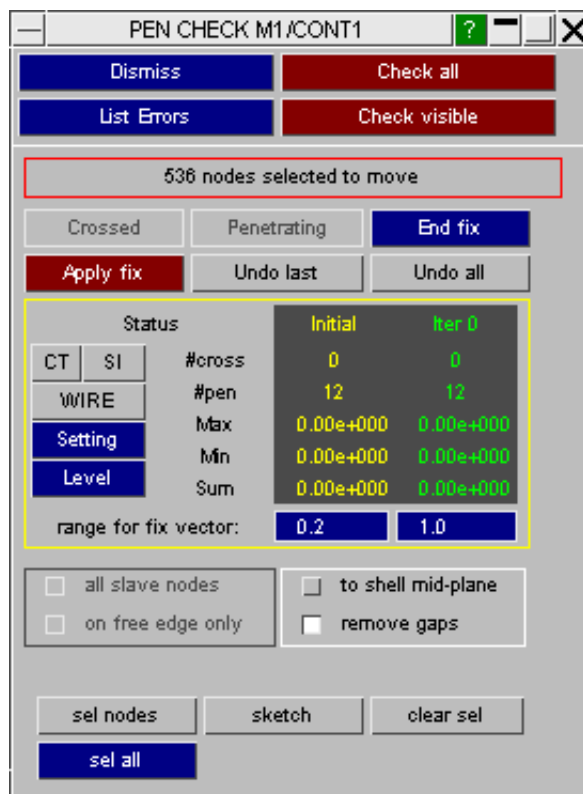 PEN CHECK M1/CONT1 ?
Dismiss Check all
List Errors Check visible
536 nodes selected to move
Crossed Penetrating End fix
Apply fix Undo last Undo all
Status Initial Iter 0
CT SI #cross 0 0
WIRE #pen 12 12
Setting Max 0.00e+000 0.00e+000
Min 0.00e+000 0.00e+000
Level Sum 0.00e+000 0.00e+000
range for fix vector: 0.2 1.0
all slave nodes to shell mid-plane
on free edge only remove gaps
sel nodes sketch clear sel
sel all